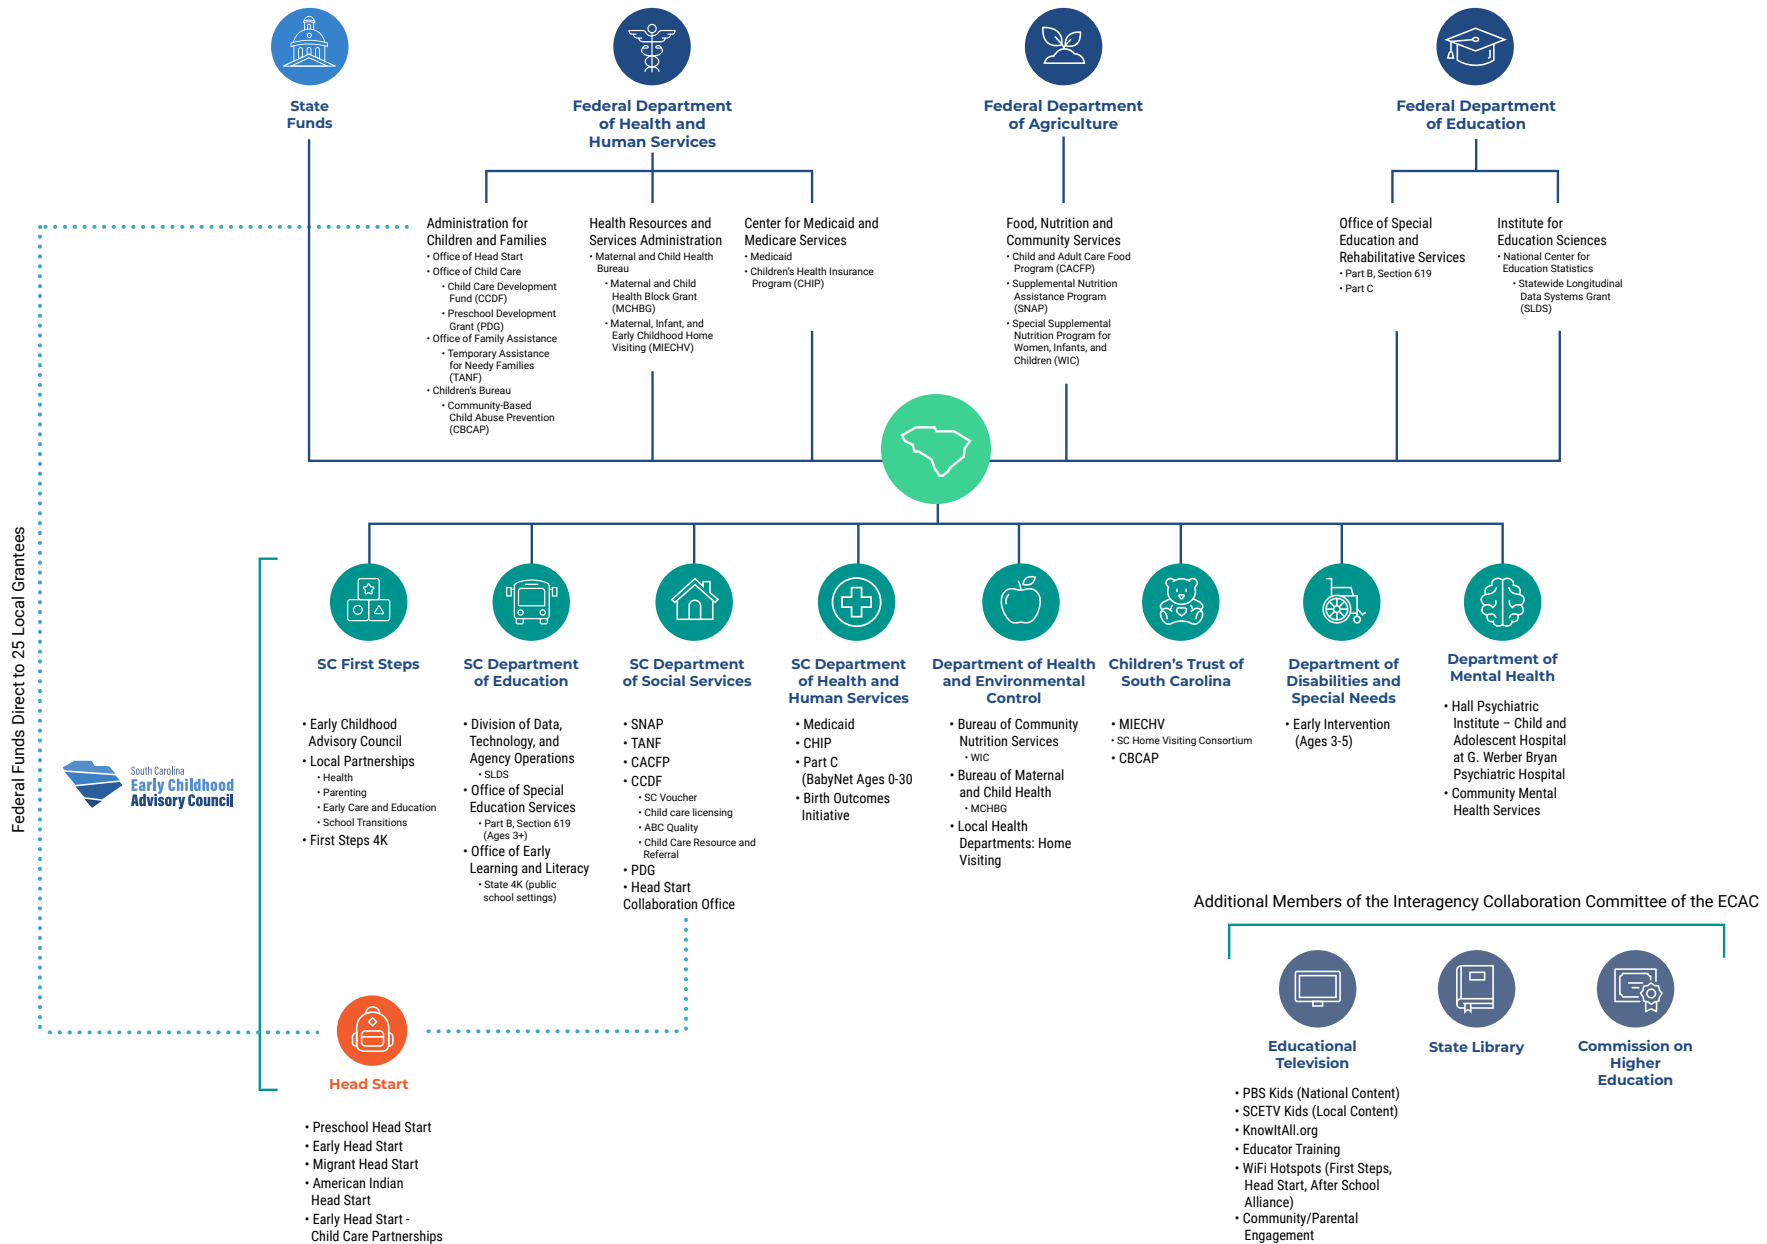 State
Funds
Federal Department
of Health and
Human Services
Federal Department
of Agriculture
Federal Department
of Education
Administration for
Children and Families
• Office of Head Start
• Office of Child Care
• Child Care Development
Fund (CCDF)
• Preschool Development
Grant (PDG)
• Office of Family Assistance
• Temporary Assistance
for Needy Families
(TANF)
• Children's Bureau
• Community-Based
Child Abuse Prevention
(CBCAP)
Health Resources and
Services Administration
• Maternal and Child Health
Bureau
• Maternal and Child
Health Block Grant
(MCHBG)
• Maternal, Infant, and
Early Childhood Home
Visiting (MIECHV)
Center for Medicaid and
Medicare Services
• Medicaid
• Children's Health Insurance
Program (CHIP)
Food, Nutrition and
Community Services
• Child and Adult Care Food
Program (CACFP)
• Supplemental Nutrition
Assistance Program
(SNAP)
• Special Supplemental
Nutrition Program for
Women, Infants, and
Children (WIC)
Office of Special
Education and
Rehabilitative Services
• Part B, Section 619
• Part C
Institute for
Education Sciences
• National Center for
Education Statistics
• Statewide Longitudinal
Data Systems Grant
(SLDS)
Federal Funds Direct to 25 Local Grantees
South Carolina
Early Childhood
Advisory Council
SC First Steps
• Early Childhood
Advisory Council
• Local Partnerships
• Health
• Parenting
• Early Care and Education
• School Transitions
• First Steps 4K
SC Department
of Education
• Division of Data,
Technology, and
Agency Operations
• SLDS
• Office of Special
Education Services
• Part B, Section 619
(Ages 3+)
• Office of Early
Learning and Literacy
• State 4K (public
school settings)
SC Department
of Social Services
• SNAP
• TANF
• CACFP
• CCDF
• SC Voucher
• Child care licensing
• ABC Quality
• Child Care Resource and
Referral
• PDG
• Head Start
Collaboration Office
SC Department
of Health and
Human Services
• Medicaid
• CHIP
• Part C
(BabyNet Ages 0-30
• Birth Outcomes
Initiative
Department of Health
and Environmental
Control
• Bureau of Community
Nutrition Services
• WIC
• Bureau of Maternal
and Child Health
• MCHBG
• Local Health
Departments: Home
Visiting
Children's Trust of
South Carolina
• MIECHV
• SC Home Visiting Consortium
• CBCAP
Department of
Disabilities and
Special Needs
• Early Intervention
(Ages 3-5)
Department of
Mental Health
• Hall Psychiatric
Institute – Child and
Adolescent Hospital
at G. Werber Bryan
Psychiatric Hospital
• Community Mental
Health Services
Head Start
• Preschool Head Start
• Early Head Start
• Migrant Head Start
• American Indian
Head Start
• Early Head Start -
Child Care Partnerships
Additional Members of the Interagency Collaboration Committee of the ECAC
Educational
Television
• PBS Kids (National Content)
• SCETV Kids (Local Content)
• KnowItAll.org
• Educator Training
• WiFi Hotspots (First Steps,
Head Start, After School
Alliance)
• Community/Parental
Engagement
State Library
Commission on
Higher
Education